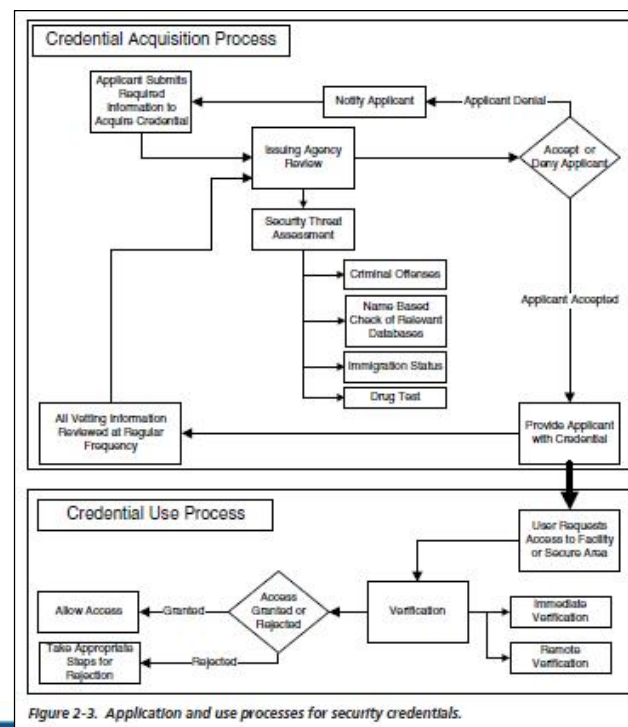 Credential Acquisition Process
Applicant Submits
Required
Information to
Acquire Credential
Notify Applicant
Applicant Denial
Accept or
Deny Applicant
Issuing Agency
Review
Security Threat
Assessment
Criminal Offenses
Name Based
Check of Relevant
Databases
Immigration Status
Drug Test
Applicant Accepted
All Vetting Information
Reviewed at Regular
Frequency
Provide Applicant
with Credential
Credential Use Process
User Requests
Access to Facility
or Secure Area
Allow Access
Granted
Access
Granted or
Rejected
Verification
Immediate
Verification
Take Appropriate
Steps for
Rejection
Rejected
Remote
Verification
Figure 2-3. Application and use processes for security credentials.